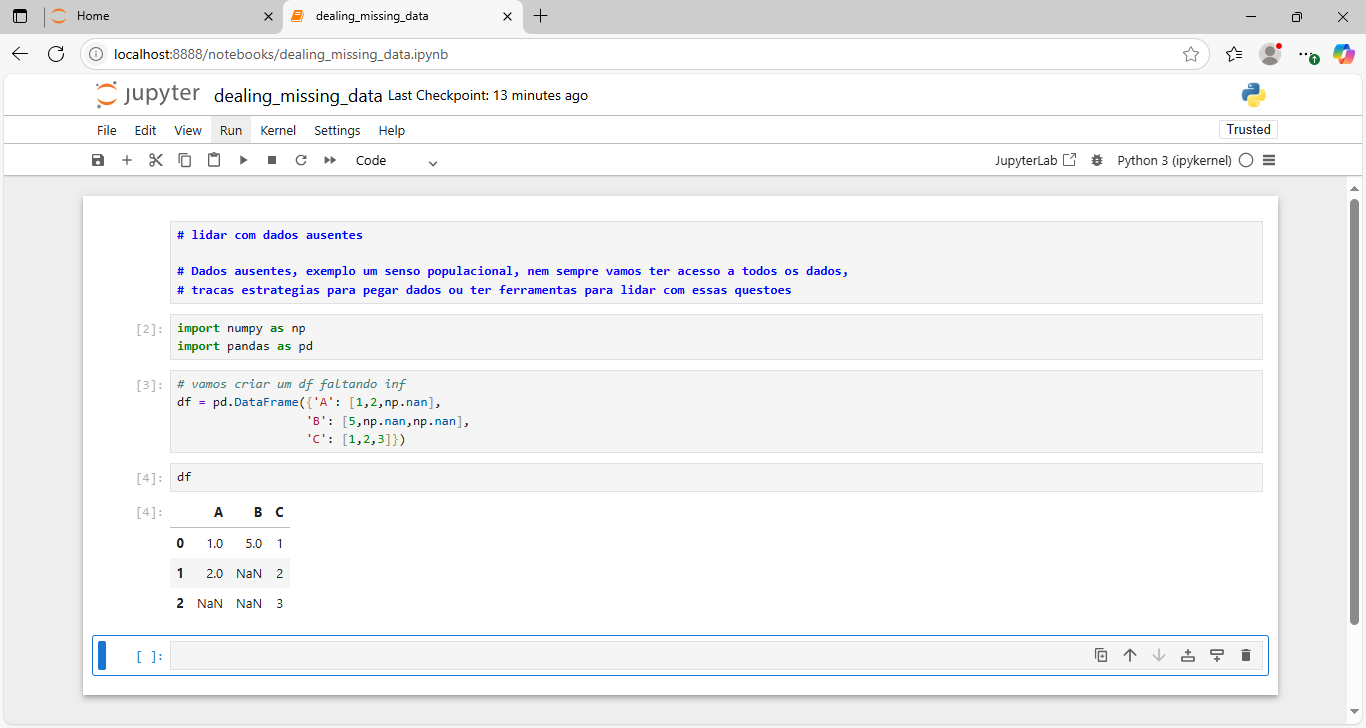 Home
dealing_missing_data
localhost:8888/notebooks/dealing_missing_data.ipynb
jupyter dealing_missing_data Last Checkpoint: 13 minutes ago
File Edit View Run Kernel Settings Help Trusted
Code JupyterLab Python 3 (ipykernel)
# lidar com dados ausentes
# Dados ausentes, exemplo um senso populacional, nem sempre vamos ter acesso a todos os dados,
# tracas estrategias para pegar dados ou ter ferramentas para lidar com essas questoes
[2]: import numpy as np
import pandas as pd
[3]: # vamos criar um df faltando inf
df = pd.DataFrame({'A': [1,2,np.nan],
'B': [5,np.nan,np.nan],
'C': [1,2,3]})
[4]: df
[4]: A B C
0 1.0 5.0 1
1 2.0 NaN 2
2 NaN NaN 3
[ ]: